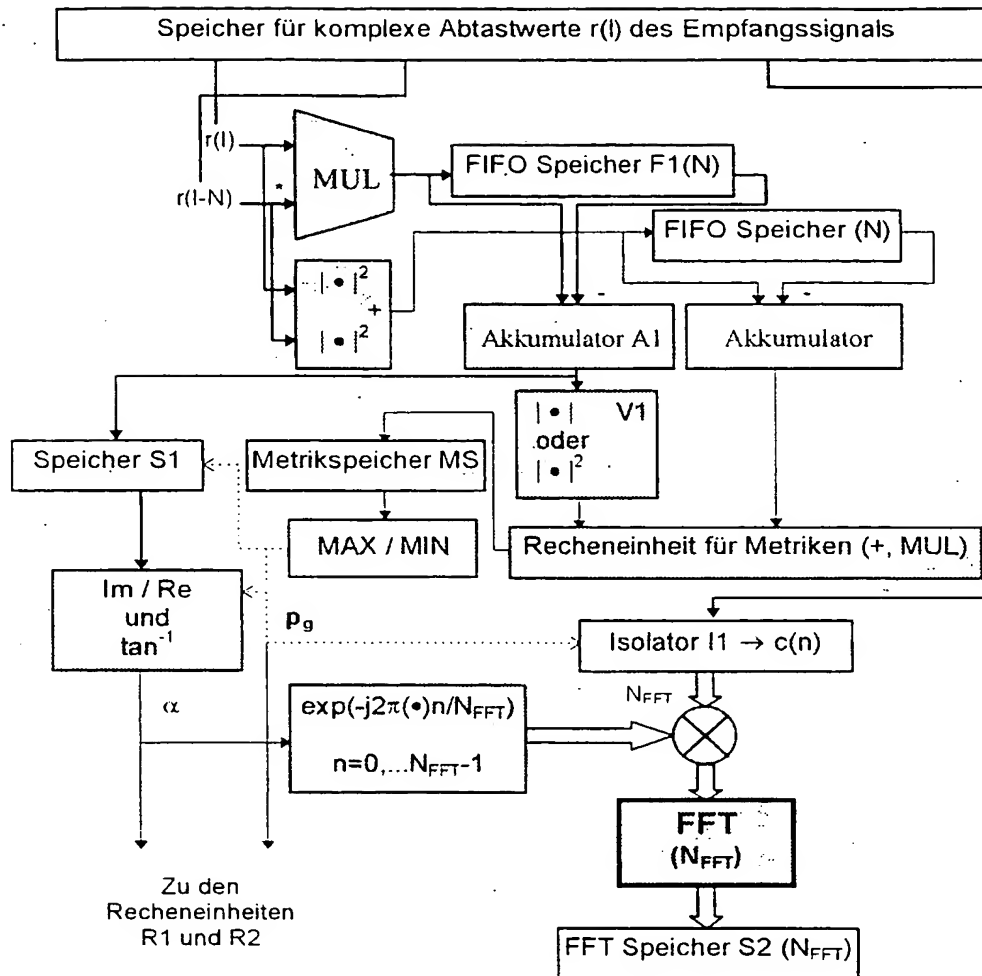 Speicher für komplexe Abtastwerte r(l) des Empfangssignals
r(l)
r(l-N)
*
MUL
FIFO Speicher F1(N)
FIFO Speicher (N)
| • |²
+
| • |²
-
-
Akkumulator A1
Akkumulator
| • | V1
oder
| • |²
Speicher S1
Metrikspeicher MS
MAX / MIN
Recheneinheit für Metriken (+, MUL)
Im / Re
und
tan⁻¹
p_g
Isolator I1 → c(n)
α
exp(-j2π(•)n/N_FFT)
n=0,...N_FFT-1
N_FFT
FFT
(N_FFT)
Zu den
Recheneinheiten
R1 und R2
FFT Speicher S2 (N_FFT)